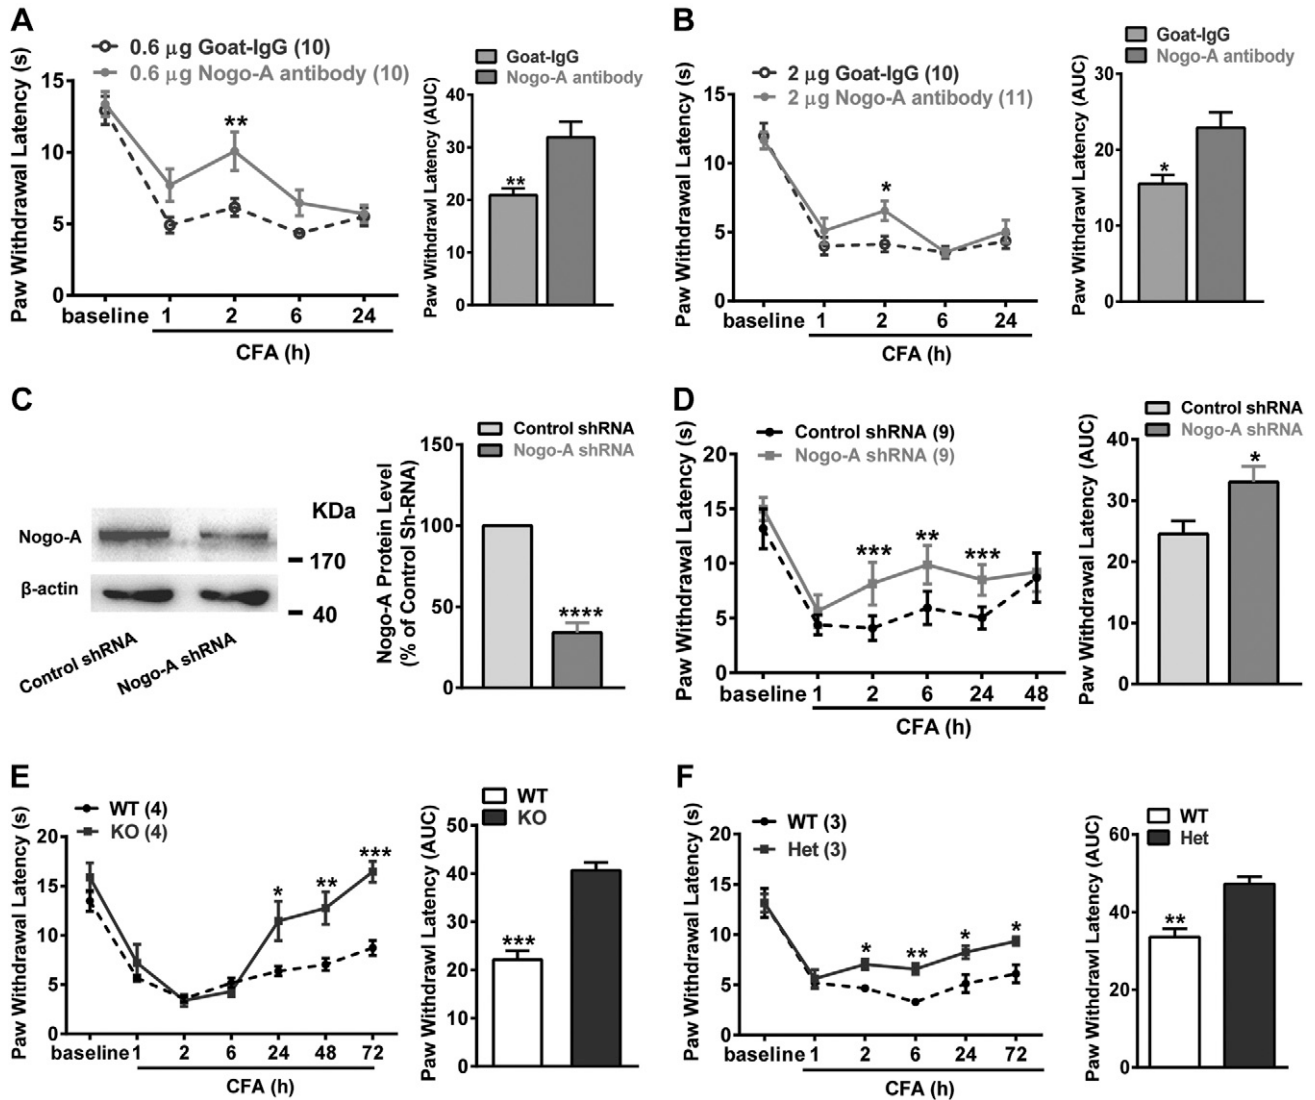 A
0.6 μg Goat-IgG (10)
0.6 μg Nogo-A antibody (10)
Paw Withdrawal Latency (s)
15
10
5
0
**
baseline 1 2 6 24
CFA (h)
Goat-IgG
Nogo-A antibody
Paw Withdrawl Latency (AUC)
40
30
20
10
0
**
B
2 μg Goat-IgG (10)
2 μg Nogo-A antibody (11)
Paw Withdrawal Latency (s)
15
10
5
0
*
baseline 1 2 6 24
CFA (h)
Goat-IgG
Nogo-A antibody
Paw Withdrawl Latency (AUC)
30
20
10
0
*
C
Nogo-A
β-actin
KDa
170
40
Control shRNA
Nogo-A shRNA
Control shRNA
Nogo-A shRNA
Nogo-A Protein Level
(% of Control Sh-RNA)
150
100
50
0
****
D
Control shRNA (9)
Nogo-A shRNA (9)
Paw Withdrawal Latency (s)
20
15
10
5
0
*** ** ***
baseline 1 2 6 24 48
CFA (h)
Control shRNA
Nogo-A shRNA
Paw Withdrawal Latency (AUC)
40
30
20
10
0
*
E
WT (4)
KO (4)
Paw Withdrawal Latency (s)
20
15
10
5
0
* ** ***
baseline 1 2 6 24 48 72
CFA (h)
WT
KO
Paw Withdrawl Latency (AUC)
50
40
30
20
10
0
***
F
WT (3)
Het (3)
Paw Withdrawal Latency (s)
20
15
10
5
0
* ** * *
baseline 1 2 6 24 72
CFA (h)
WT
Het
Paw Withdrawl Latency (AUC)
60
40
20
0
**